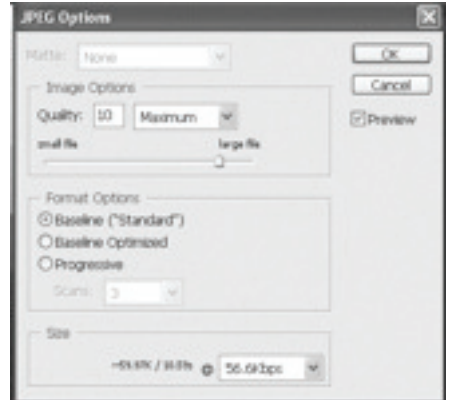 JPEG Options
Matte: None
OK
Image Options
Cancel
Quality: 10 Maximum
Preview
small file large file
Format Options
Baseline ("Standard")
Baseline Optimized
Progressive
Scans: 3
Size
@ 56.6Kbps